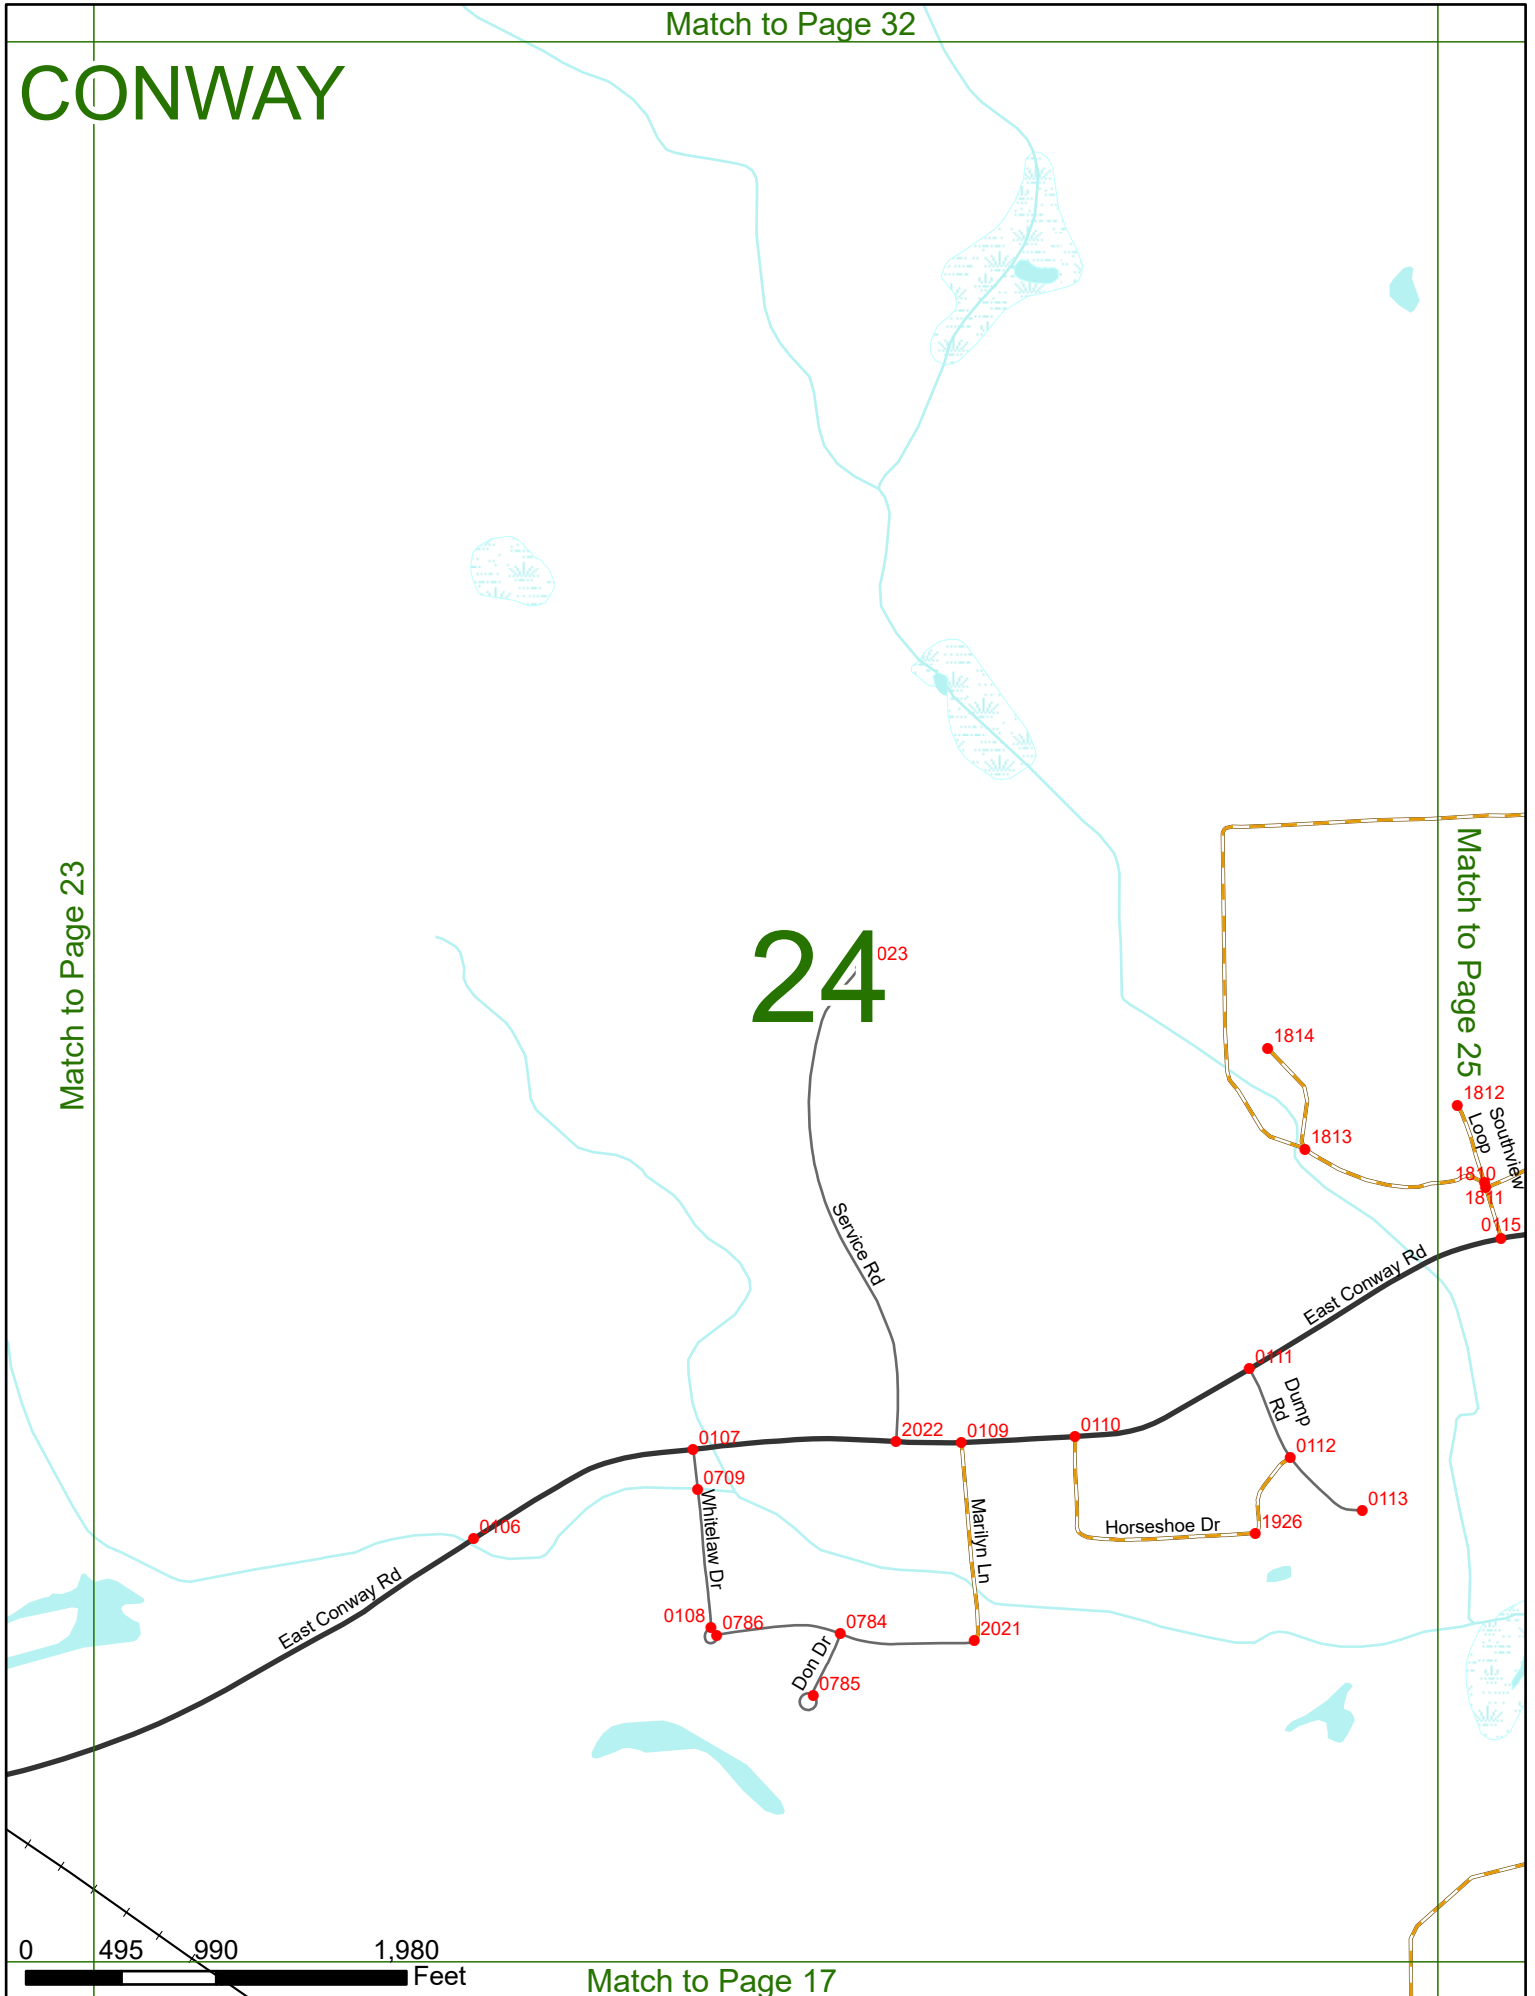 Match to Page 32
CONWAY
Match to Page 23
Match to Page 25
24
023
1814
1812
1813
Southview
Loop
1810
1811
0115
Service Rd
East Conway Rd
0111
Dump
Rd
0107
2022
0109
0110
0112
0709
0113
Whitelaw Dr
Marilyn Ln
Horseshoe Dr
1926
0106
East Conway Rd
0108
0786
0784
2021
Don Dr
0785
0
495
990
1,980
Feet
Match to Page 17